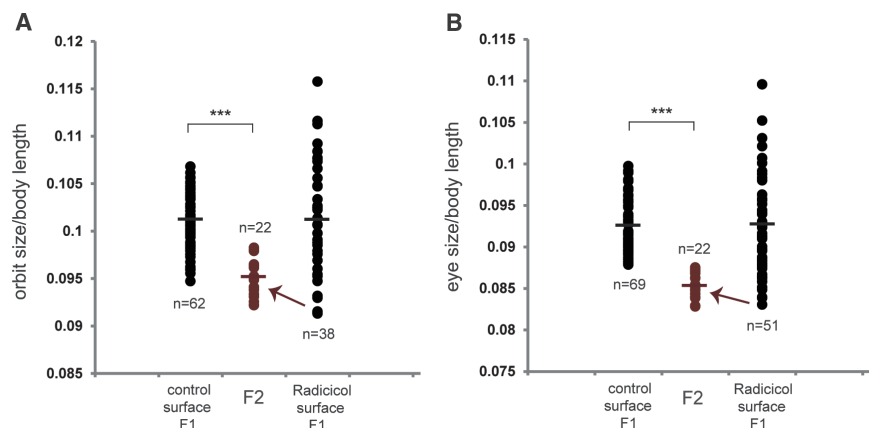 A
0.12
0.115
0.11
0.105
0.1
0.095
0.09
0.085
orbit size/body length
***
n=62
n=22
n=38
control
surface
F1
F2
Radicicol
surface
F1
B
0.115
0.11
0.105
0.1
0.095
0.09
0.085
0.08
0.075
eye size/body length
***
n=69
n=22
n=51
control
surface
F1
F2
Radicicol
surface
F1